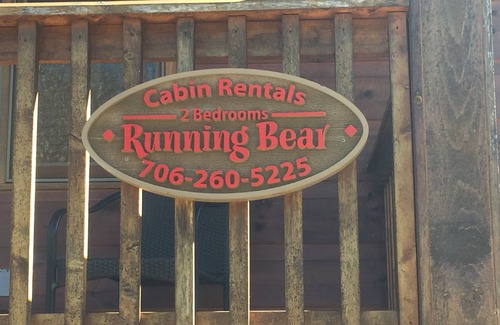 Cabin Rentals
2 Bedrooms
Running Bear
706-260-5225